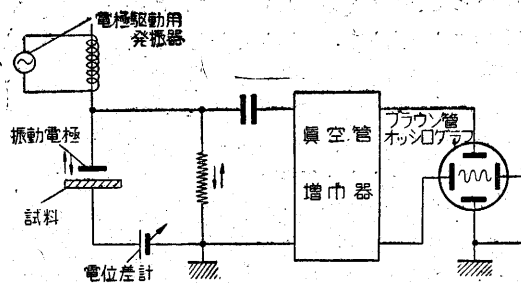 電極駆動用
発振器
振動電極
試料
電位差計
眞空管
増巾器
ブラウン管
オッシログラフ